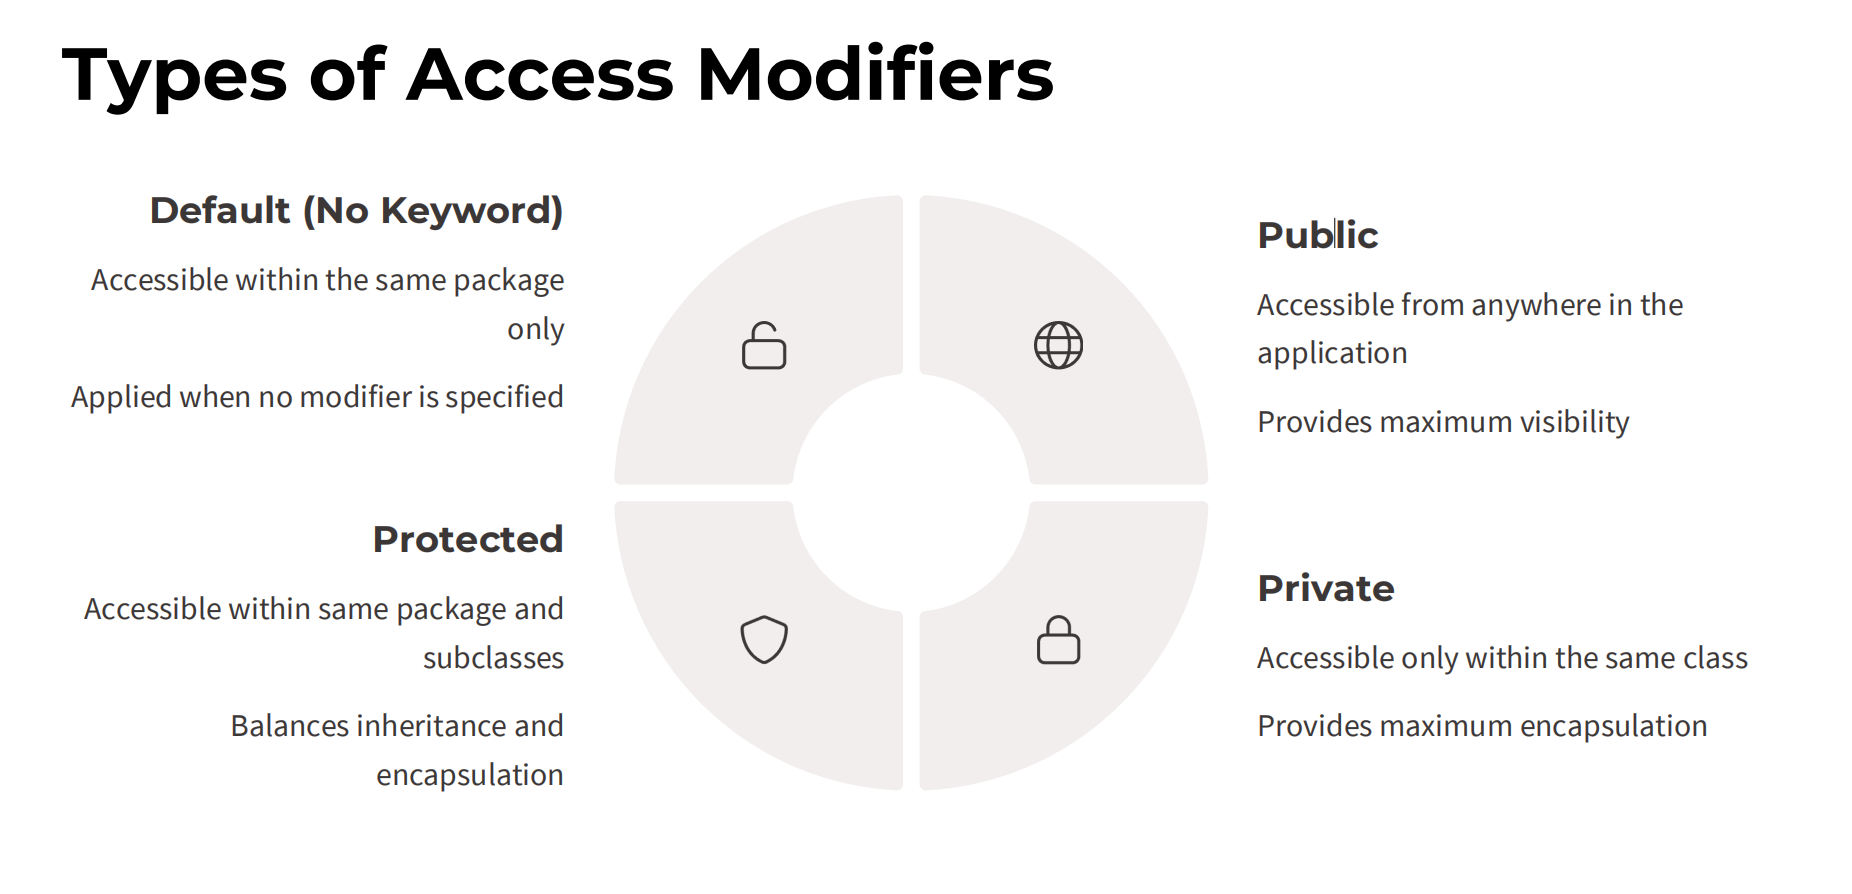 Types of Access Modifiers
Default (No Keyword)
Accessible within the same package
only
Applied when no modifier is specified
Public
Accessible from anywhere in the
application
Provides maximum visibility
Protected
Accessible within same package and
subclasses
Balances inheritance and
encapsulation
Private
Accessible only within the same class
Provides maximum encapsulation